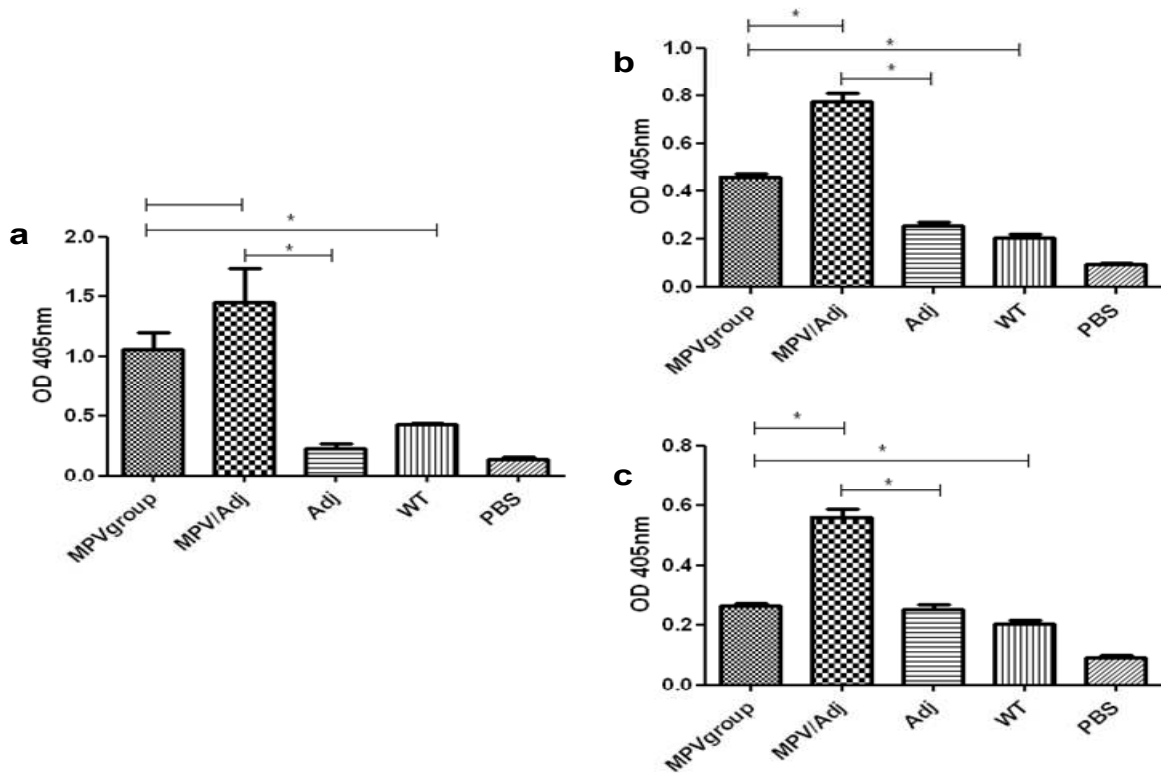 a
*
*
2.0
1.5
1.0
0.5
0.0
OD 405nm
MPVgroup
MPV/Adj
Adj
WT
PBS
b
*
*
*
1.0
0.8
0.6
0.4
0.2
0.0
OD 405nm
MPVgroup
MPV/Adj
Adj
WT
PBS
c
*
*
*
0.8
0.6
0.4
0.2
0.0
OD 405nm
MPVgroup
MPV/Adj
Adj
WT
PBS